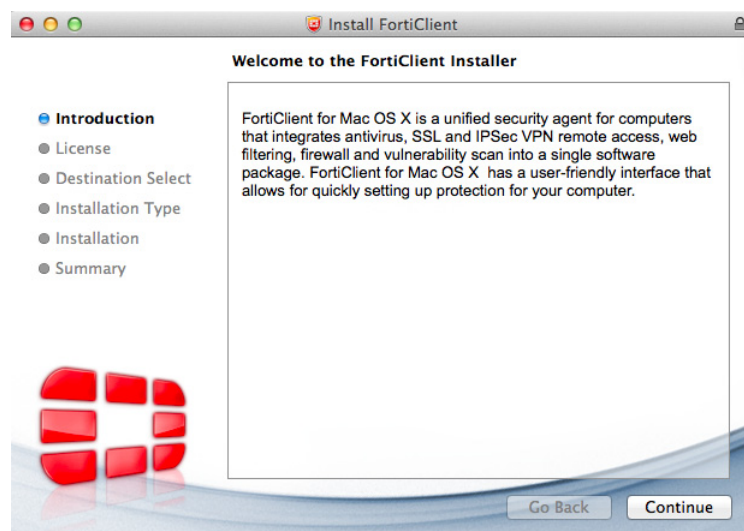 Install FortiClient
Welcome to the FortiClient Installer
Introduction
License
Destination Select
Installation Type
Installation
Summary
FortiClient for Mac OS X is a unified security agent for computers
that integrates antivirus, SSL and IPSec VPN remote access, web
filtering, firewall and vulnerability scan into a single software
package. FortiClient for Mac OS X  has a user-friendly interface that
allows for quickly setting up protection for your computer.
Go Back
Continue